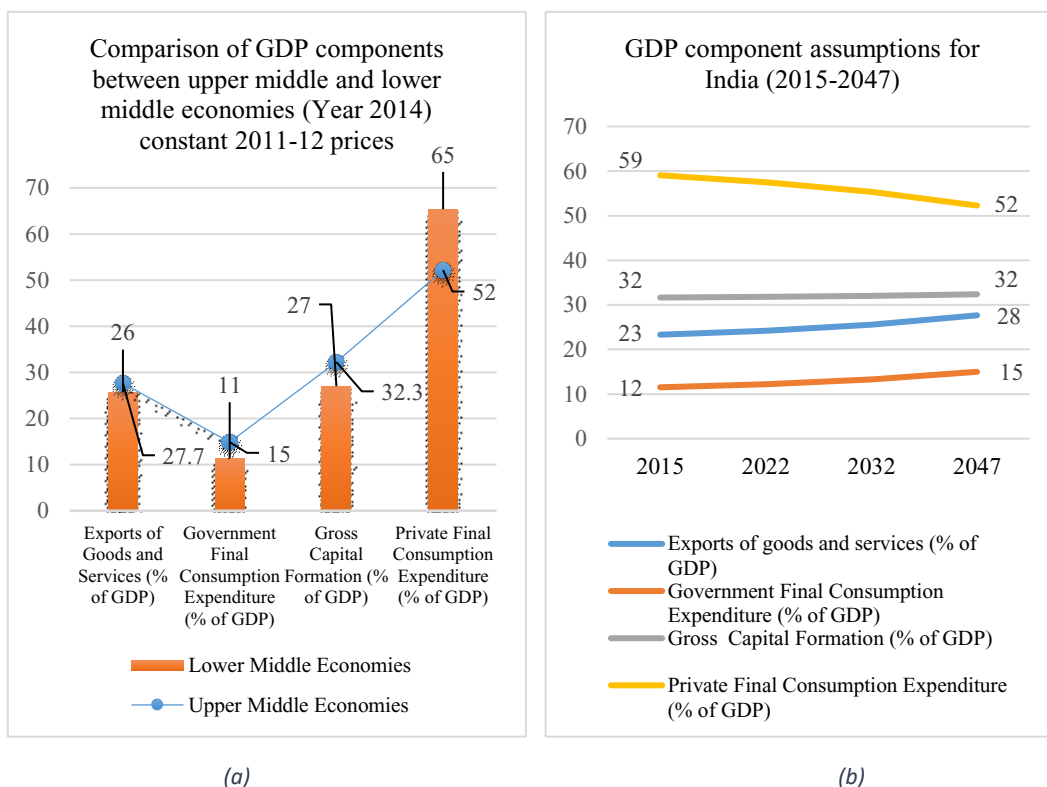 Comparison of GDP components
between upper middle and lower
middle economies (Year 2014)
constant 2011-12 prices
70
60
50
40
30
20
10
0
26
27.7
11
15
27
32.3
65
52
Exports of
Goods and
Services (%
of GDP)
Government
Final
Consumption
Expenditure
(% of GDP)
Gross
Capital
Formation (%
of GDP)
Private Final
Consumption
Expenditure
(% of GDP)
Lower Middle Economies
Upper Middle Economies
(a)
GDP component assumptions for
India (2015-2047)
70
60
50
40
30
20
10
0
59
52
32
32
23
28
12
15
2015 2022 2032 2047
Exports of goods and services (% of
GDP)
Government Final Consumption
Expenditure (% of GDP)
Gross Capital Formation (% of GDP)
Private Final Consumption Expenditure
(% of GDP)
(b)